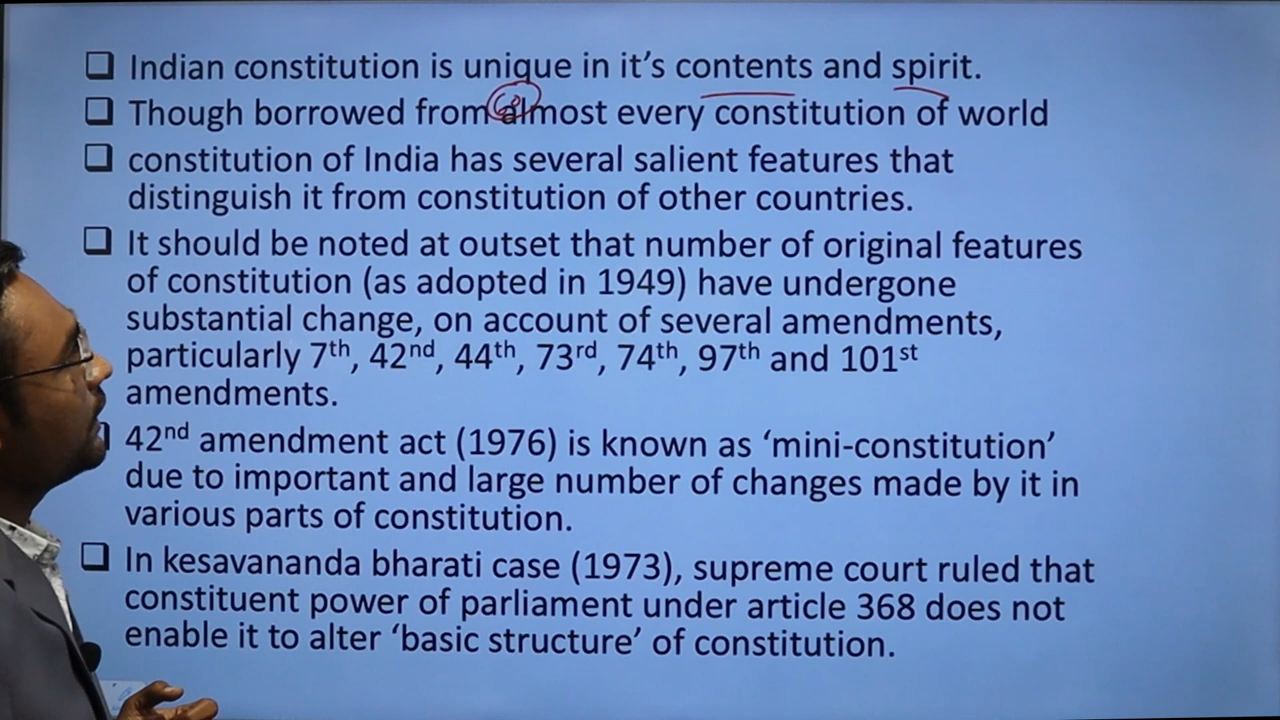 ❑ Indian constitution is unique in it's contents and spirit.
60
❑ Though borrowed from almost every constitution of world
❑ constitution of India has several salient features that
distinguish it from constitution of other countries.
❑ It should be noted at outset that number of original features
of constitution (as adopted in 1949) have undergone
substantial change, on account of several amendments,
particularly 7th, 42nd, 44th, 73rd, 74th, 97th and 101st
amendments.
❑ 42nd amendment act (1976) is known as 'mini-constitution'
due to important and large number of changes made by it in
various parts of constitution.
❑ In kesavananda bharati case (1973), supreme court ruled that
constituent power of parliament under article 368 does not
enable it to alter 'basic structure' of constitution.